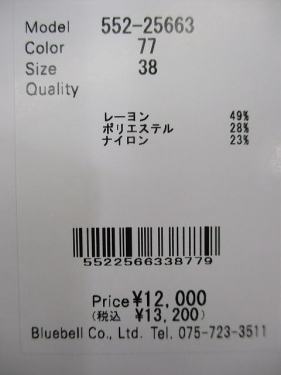 Model 552-25663
Color 77
Size 38
Quality
レーヨン 49%
ポリエステル 28%
ナイロン 23%
5522566338779
Price ¥12,000
(税込 ¥13,200)
Bluebell Co., Ltd. Tel. 075-723-3511